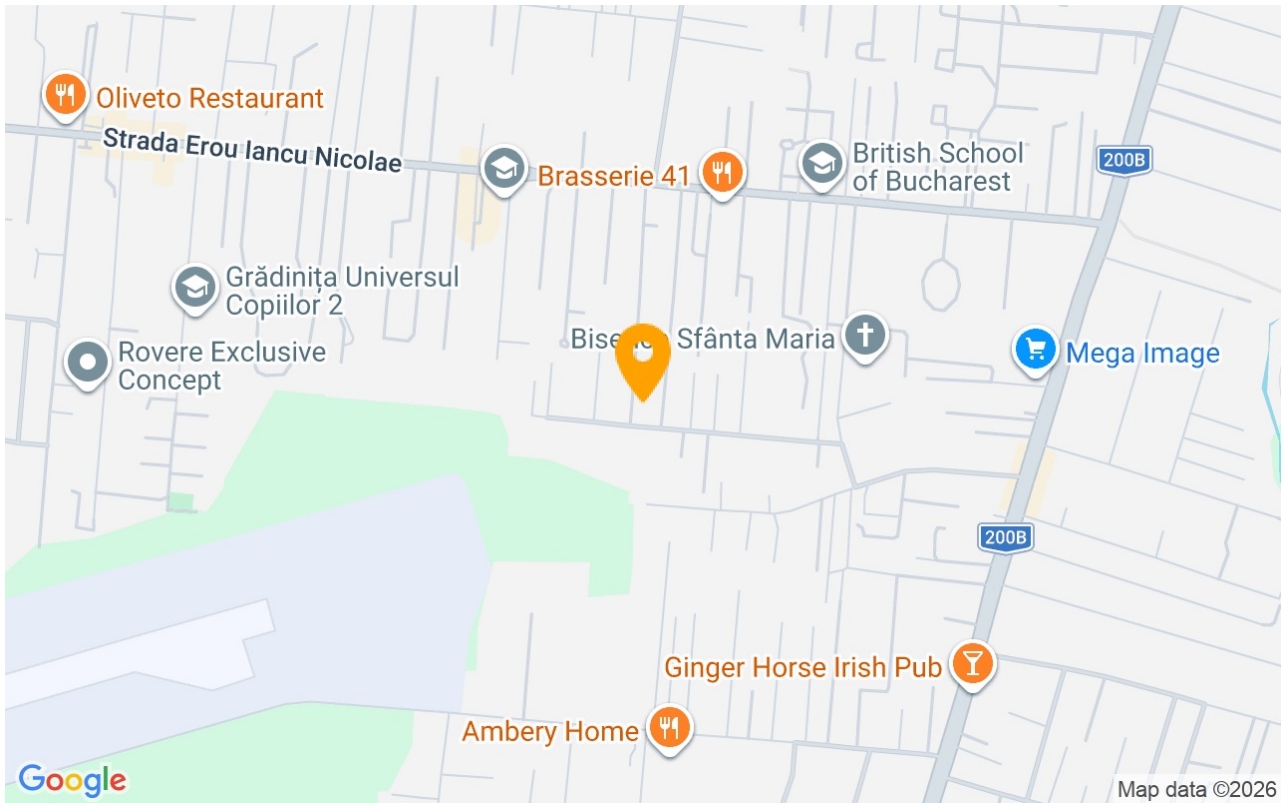 Oliveto Restaurant
Strada Erou Iancu Nicolae
Brasserie 41
British School
of Bucharest
200B
Grădinița Universul
Copiilor 2
Sfânta Maria
Rovere Exclusive
Concept
Mega Image
200B
Ginger Horse Irish Pub
Ambery Home
Google
Map data ©2026